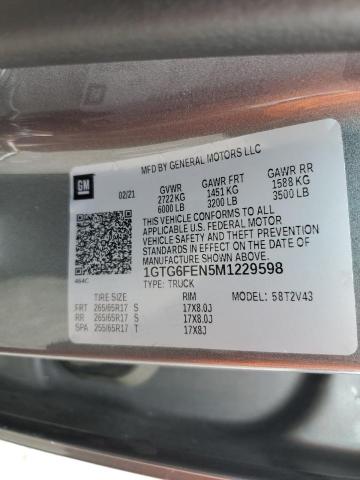 MFD BY GENERAL MOTORS LLC
GM
02/21 GVWR GAWR FRT GAWR RR
2722 KG 1451 KG 1588 KG
6000 LB 3200 LB 3500 LB
THIS VEHICLE CONFORMS TO ALL
APPLICABLE U.S. FEDERAL MOTOR
VEHICLE SAFETY AND THEFT PREVENTION
STANDARDS IN EFFECT ON THE DATE OF
MANUFACTURE SHOWN ABOVE.
1GTG6FEN5M1229598
464C TYPE: TRUCK
TIRE SIZE RIM MODEL: 58T2V43
FRT 265/65R17 S 17X8.0J
RR 265/65R17 S 17X8.0J
SPA 255/65R17 T 17X8J